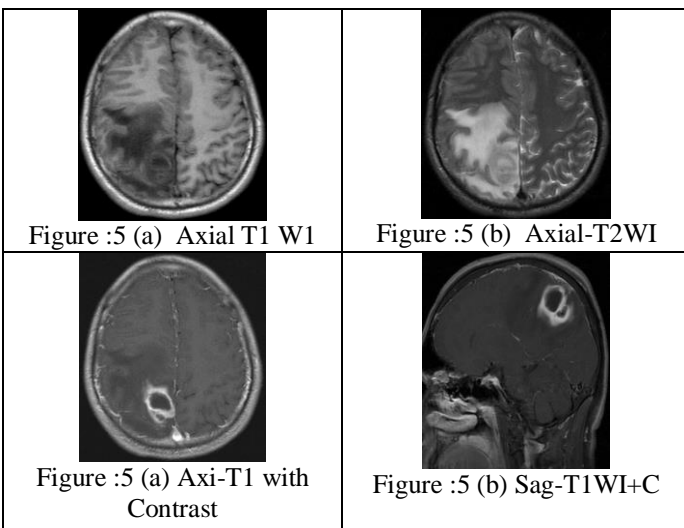 Figure :5 (a) Axial T1 W1
Figure :5 (b) Axial-T2WI
Figure :5 (a) Axi-T1 with
Contrast
Figure :5 (b) Sag-T1WI+C